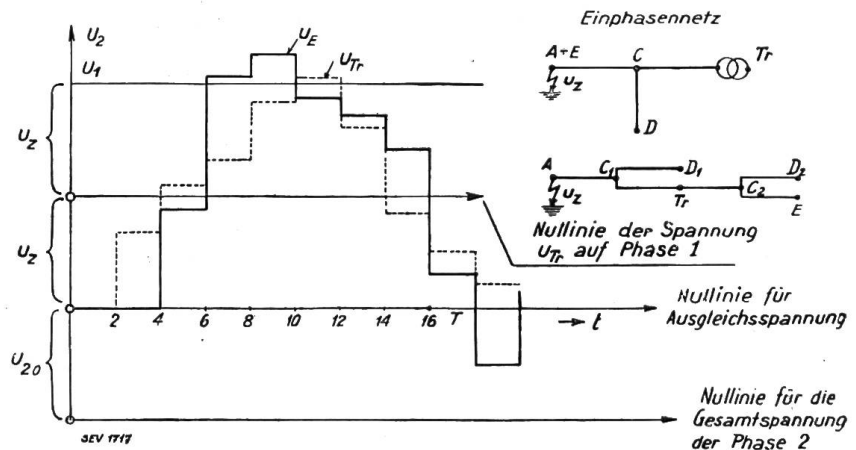 Einphasennetz
U2
U1
UE
UTr
A÷E
C
Tr
uz
D
Uz
A
C1
D1
Tr
C2
D2
E
uz
Uz
Nullinie der Spannung
UTr auf Phase 1
2 4 6 8 10 12 14 16 T
t
Nullinie für
Ausgleichsspannung
U20
Nullinie für die
Gesamtspannung
der Phase 2
SEV 1717